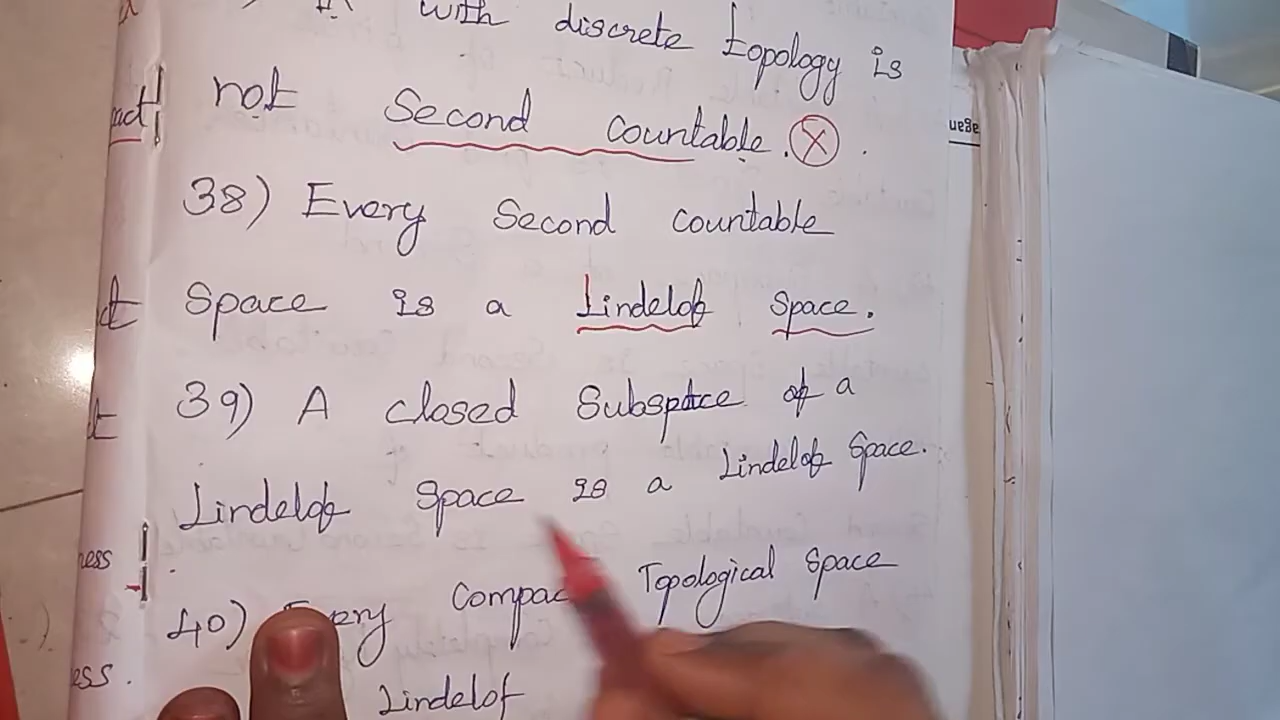 with discrete topology is
not Second Countable.
38) Every Second Countable
Space is a Lindelof Space.
39) A closed Subspace of a
Lindelof Space is a Lindelof Space.
40) Topological Space
Lindelof